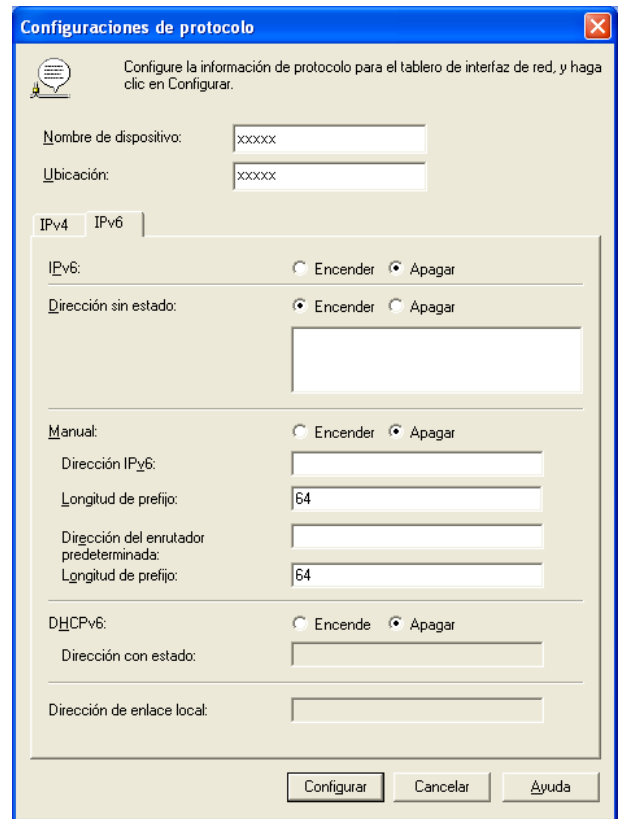 Configuraciones de protocolo
Configure la información de protocolo para el tablero de interfaz de red, y haga
clic en Configurar.
Nombre de dispositivo: xxxxx
Ubicación: xxxxx
IPv4 IPv6
IPv6: Encender Apagar
Dirección sin estado: Encender Apagar
Manual: Encender Apagar
Dirección IPv6:
Longitud de prefijo: 64
Dirección del enrutador
predeterminada:
Longitud de prefijo: 64
DHCPv6: Encende Apagar
Dirección con estado:
Dirección de enlace local:
Configurar Cancelar Ayuda